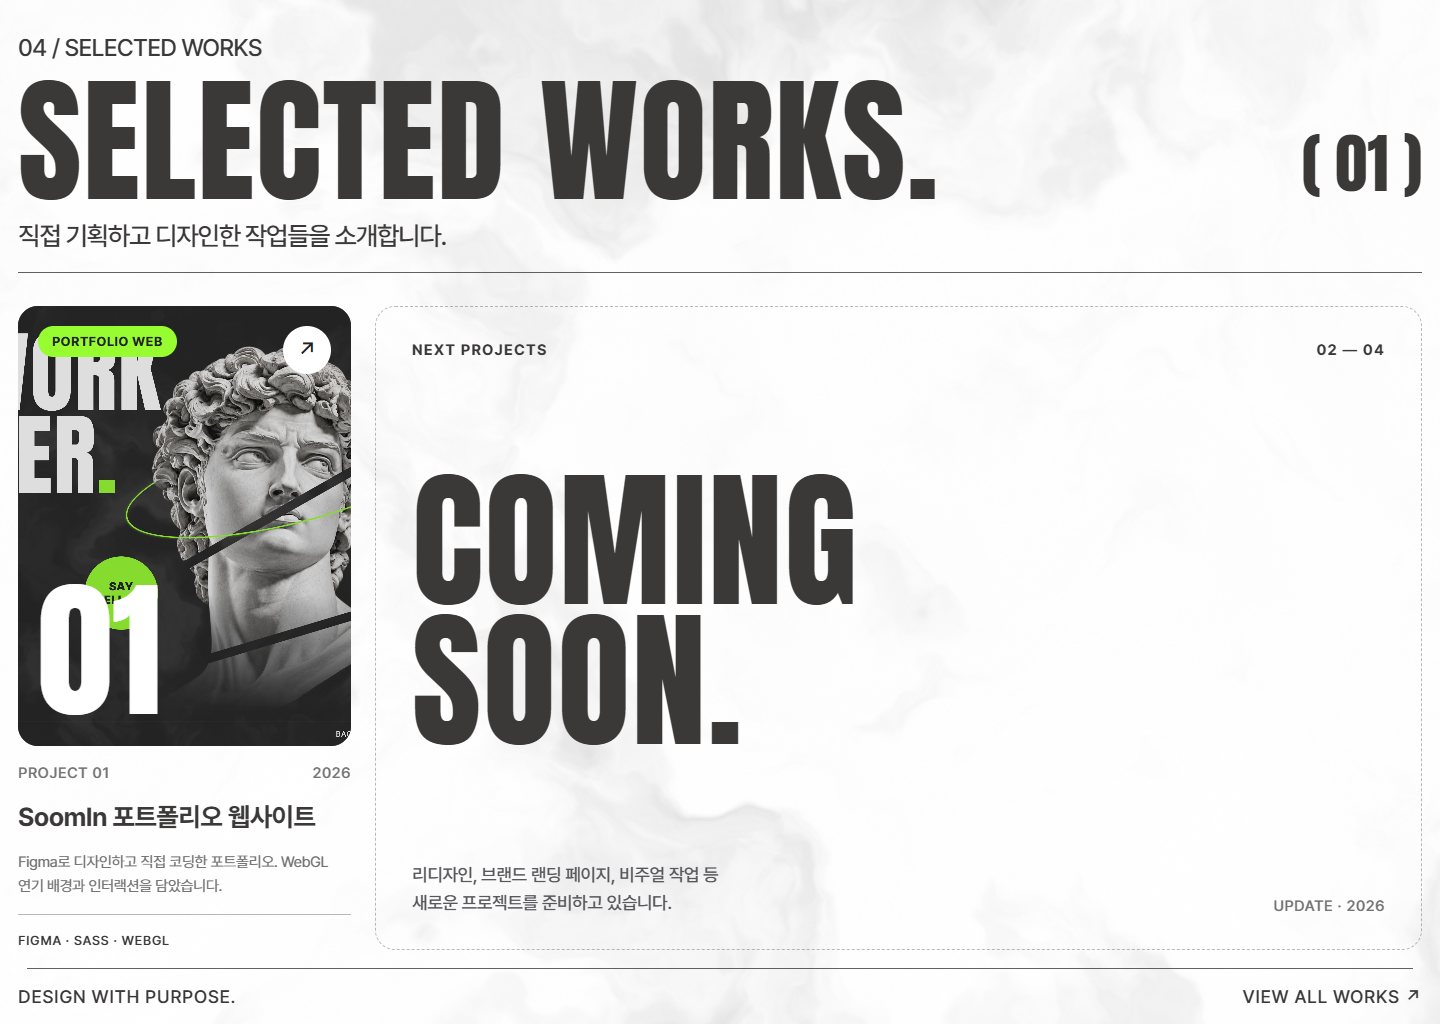 04 / SELECTED WORKS
SELECTED WORKS.
( 01 )
직접 기획하고 디자인한 작업들을 소개합니다.
PORTFOLIO WEB
↗
ORK
ER.
SAY
01
PROJECT 01
2026
SoomIn 포트폴리오 웹사이트
Figma로 디자인하고 직접 코딩한 포트폴리오. WebGL
연기 배경과 인터랙션을 담았습니다.
FIGMA · SASS · WEBGL
NEXT PROJECTS
02 — 04
COMING
SOON.
리디자인, 브랜드 랜딩 페이지, 비주얼 작업 등
새로운 프로젝트를 준비하고 있습니다.
UPDATE · 2026
DESIGN WITH PURPOSE.
VIEW ALL WORKS ↗